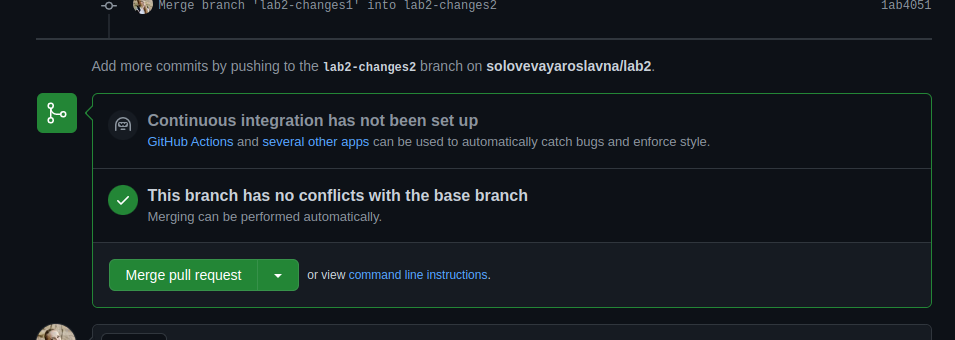 Merge branch 'lab2-changes1' into lab2-changes2 1ab4051
Add more commits by pushing to the lab2-changes2 branch on solovevayaroslavna/lab2.
Continuous integration has not been set up
GitHub Actions and several other apps can be used to automatically catch bugs and enforce style.
This branch has no conflicts with the base branch
Merging can be performed automatically.
Merge pull request or view command line instructions.